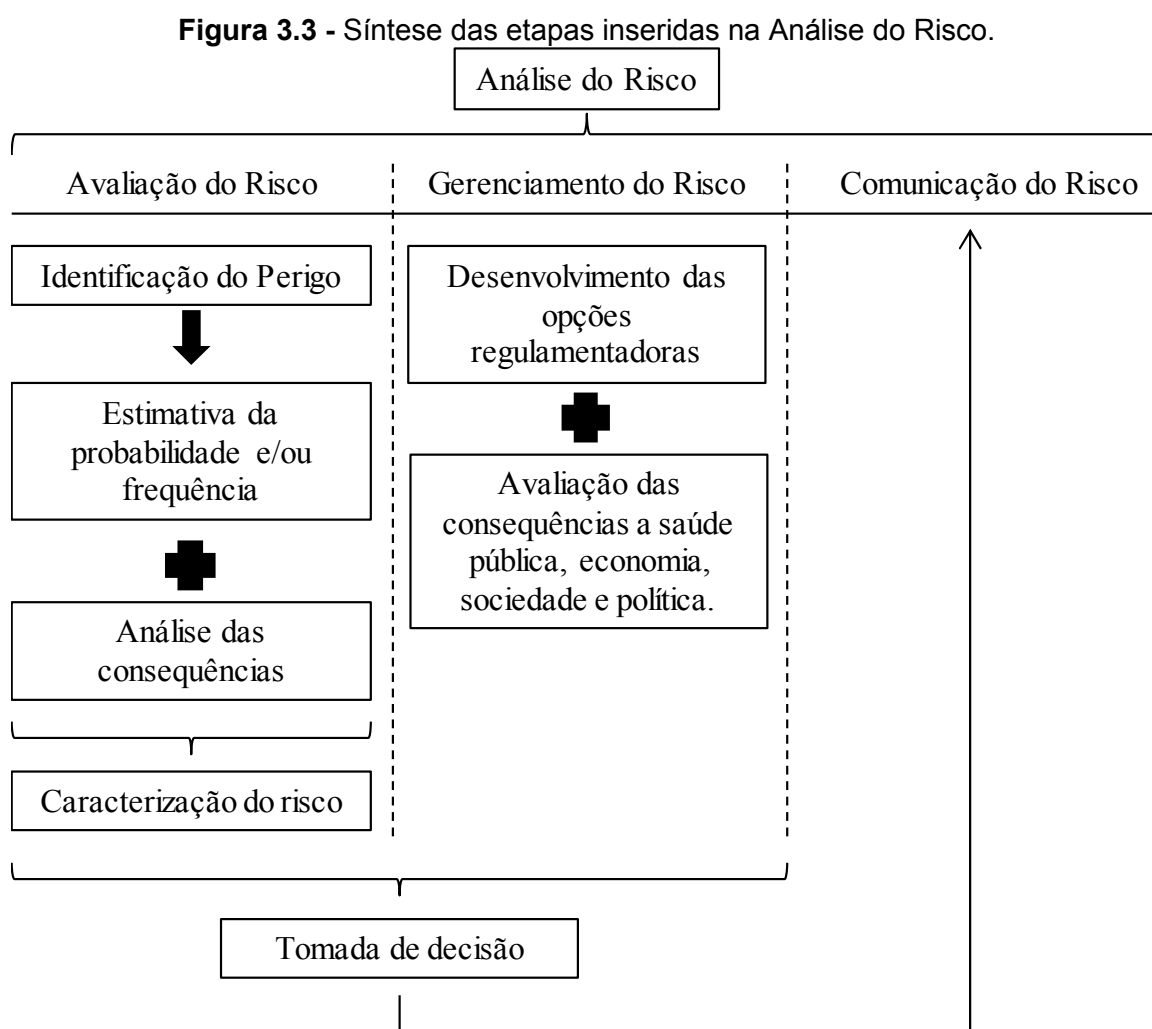 Figura 3.3 - Síntese das etapas inseridas na Análise do Risco.
Análise do Risco
Avaliação do Risco
Gerenciamento do Risco
Comunicação do Risco
Identificação do Perigo
Estimativa da
probabilidade e/ou
frequência
Análise das
consequências
Caracterização do risco
Desenvolvimento das
opções
regulamentadoras
Avaliação das
consequências a saúde
pública, economia,
sociedade e política.
Tomada de decisão